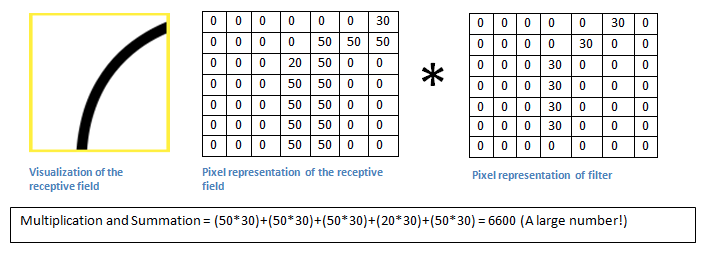 0 0 0 0 0 0 30
0 0 0 0 50 50 50
0 0 0 20 50 0 0
0 0 0 50 50 0 0
0 0 0 50 50 0 0
0 0 0 50 50 0 0
0 0 0 50 50 0 0
*
0 0 0 0 0 30 0
0 0 0 0 30 0 0
0 0 0 30 0 0 0
0 0 0 30 0 0 0
0 0 0 30 0 0 0
0 0 0 30 0 0 0
0 0 0 0 0 0 0
Visualization of the
receptive field
Pixel representation of the receptive
field
Pixel representation of filter
Multiplication and Summation = (50*30)+(50*30)+(50*30)+(20*30)+(50*30) = 6600 (A large number!)